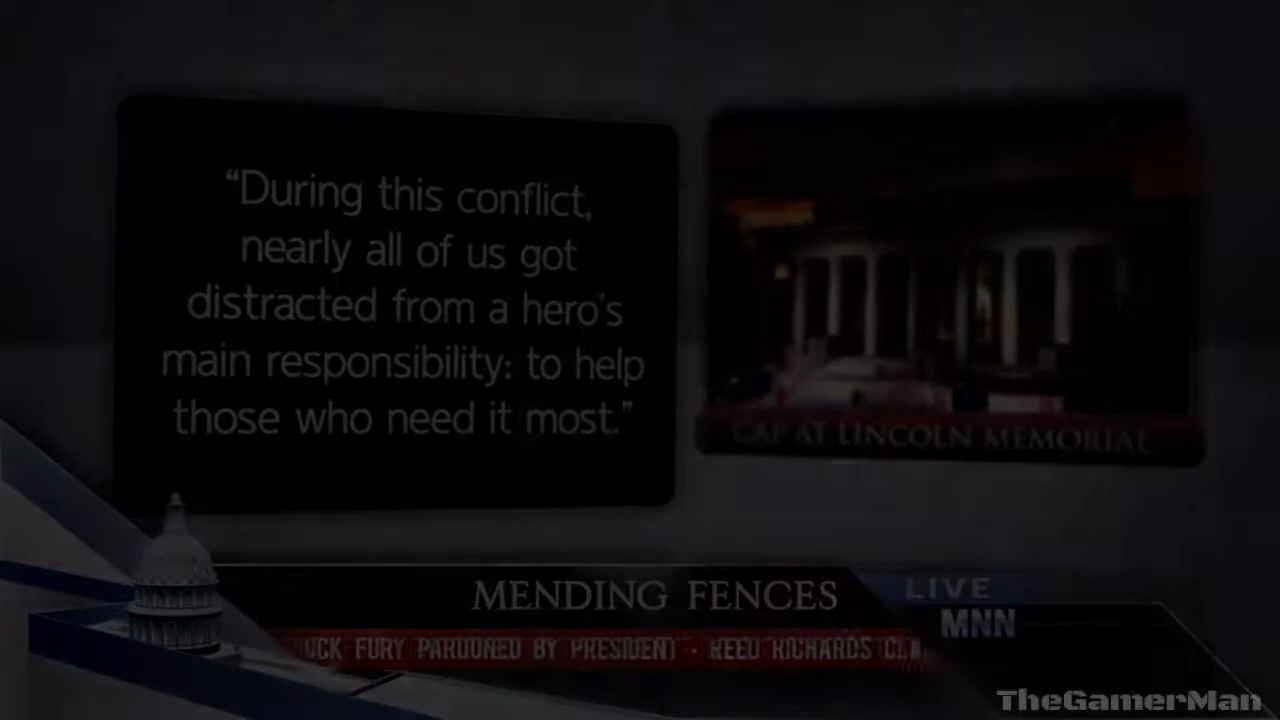 “During this conflict,
nearly all of us got
distracted from a hero’s
main responsibility: to help
those who need it most.”
CAP AT LINCOLN MEMORIAL
MENDING FENCES
LIVE
MNN
FURY PARDONED BY PRESIDENT · REED RICHARDS
TheGamerMan